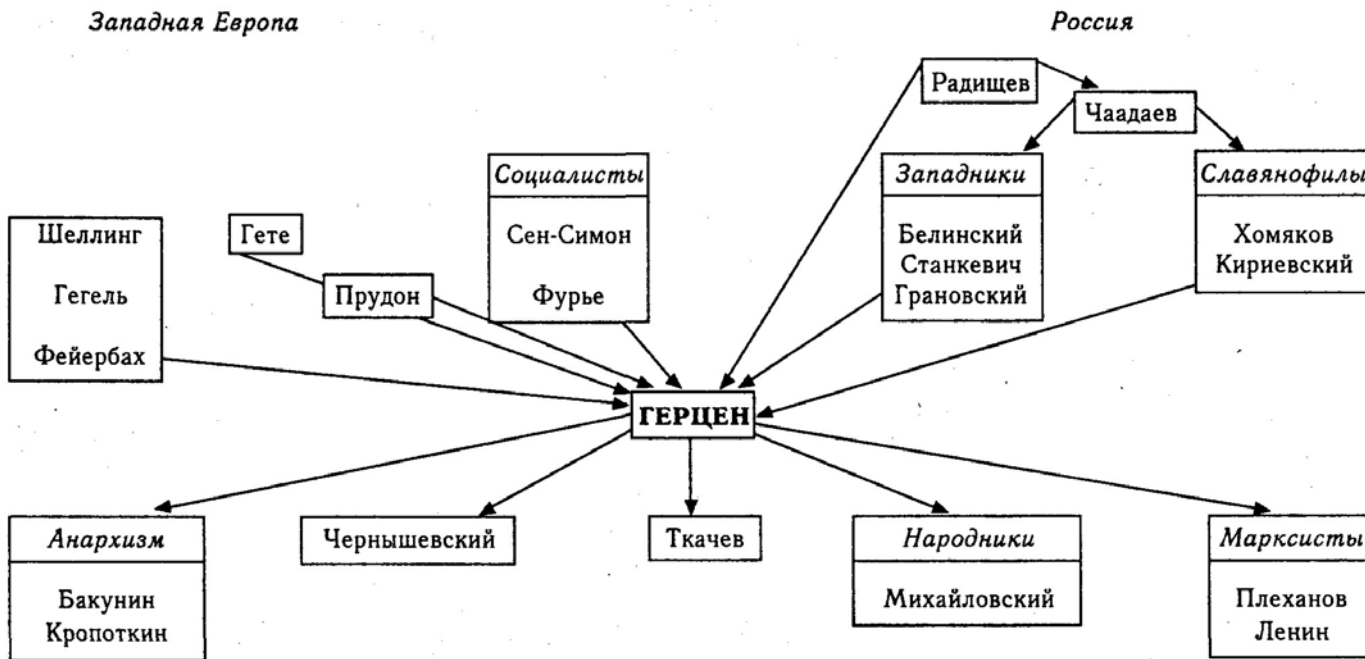 Западная Европа
Россия
Радищев
Чаадаев
Социалисты
Сен-Симон
Фурье
Западники
Белинский
Станкевич
Грановский
Славянофилы
Хомяков
Кириевский
Шеллинг
Гегель
Фейербах
Гете
Прудон
ГЕРЦЕН
Анархизм
Бакунин
Кропоткин
Чернышевский
Ткачев
Народники
Михайловский
Марксисты
Плеханов
Ленин